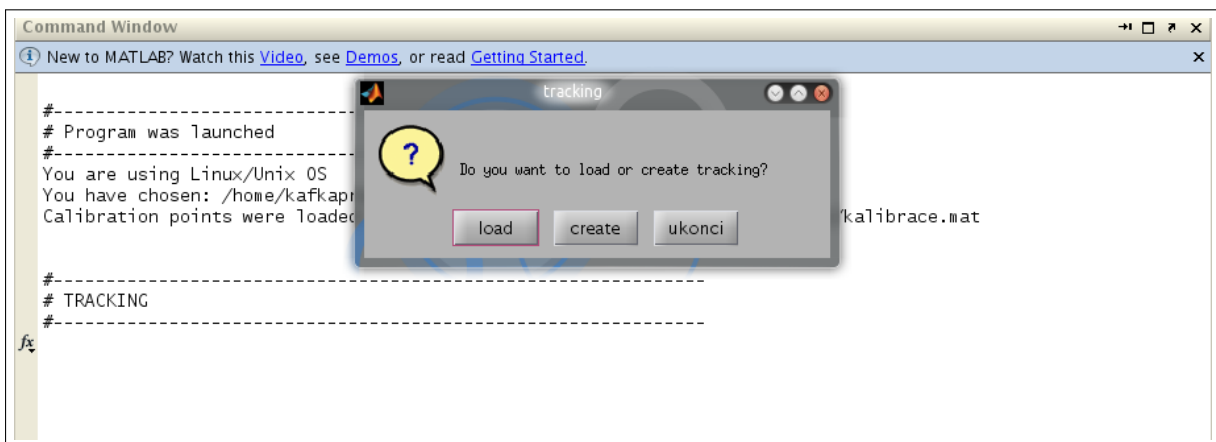 Command Window
New to MATLAB? Watch this Video, see Demos, or read Getting Started.
tracking
#-----------------------------
# Program was launched
#-----------------------------
You are using Linux/Unix OS
You have chosen: /home/kafkapr
Calibration points were loaded
/kalibrace.mat
? Do you want to load or create tracking?
load create ukonci
#--------------------------------------------------------------
# TRACKING
#--------------------------------------------------------------
fx